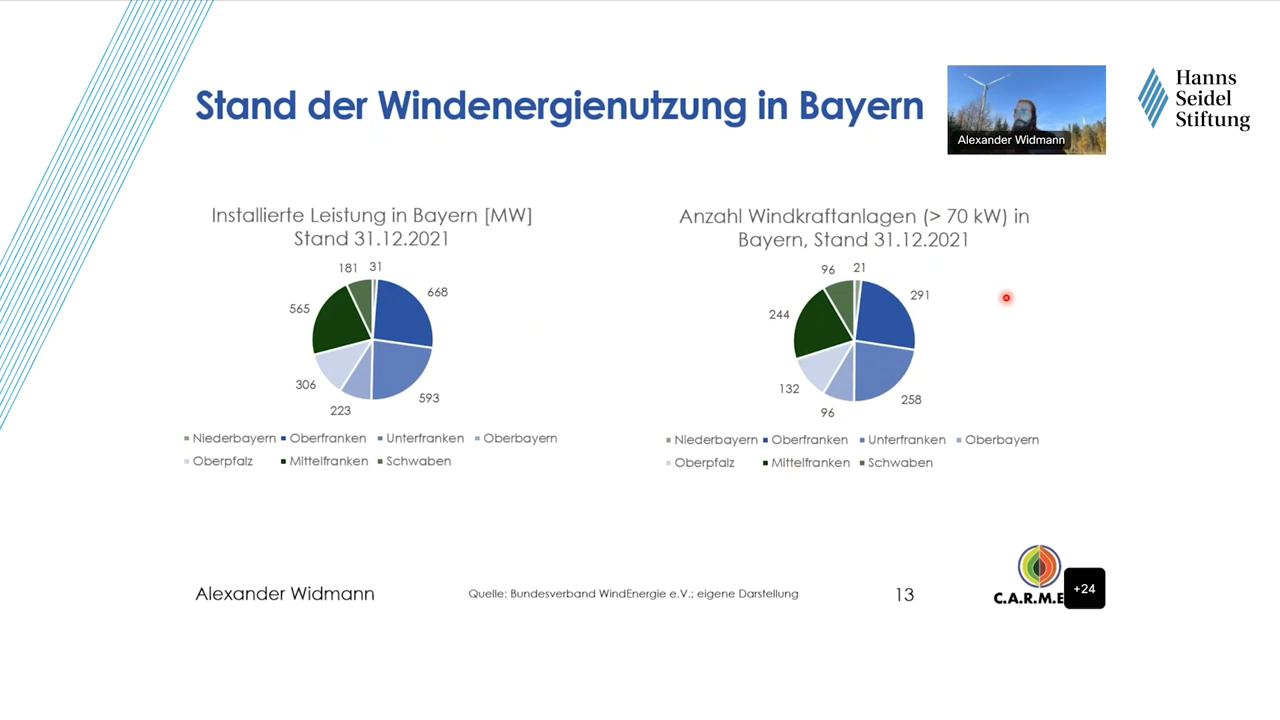 Stand der Windenergienutzung in Bayern
Alexander Widmann
Hanns
Seidel
Stiftung
Installierte Leistung in Bayern [MW]
Stand 31.12.2021
181
31
668
565
306
223
593
Niederbayern
Oberfranken
Unterfranken
Oberbayern
Oberpfalz
Mittelfranken
Schwaben
Anzahl Windkraftanlagen (> 70 kW) in
Bayern, Stand 31.12.2021
96
21
291
244
132
96
258
Niederbayern
Oberfranken
Unterfranken
Oberbayern
Oberpfalz
Mittelfranken
Schwaben
Alexander Widmann
Quelle: Bundesverband WindEnergie e.V.; eigene Darstellung
13
C.A.R.M.E
+24